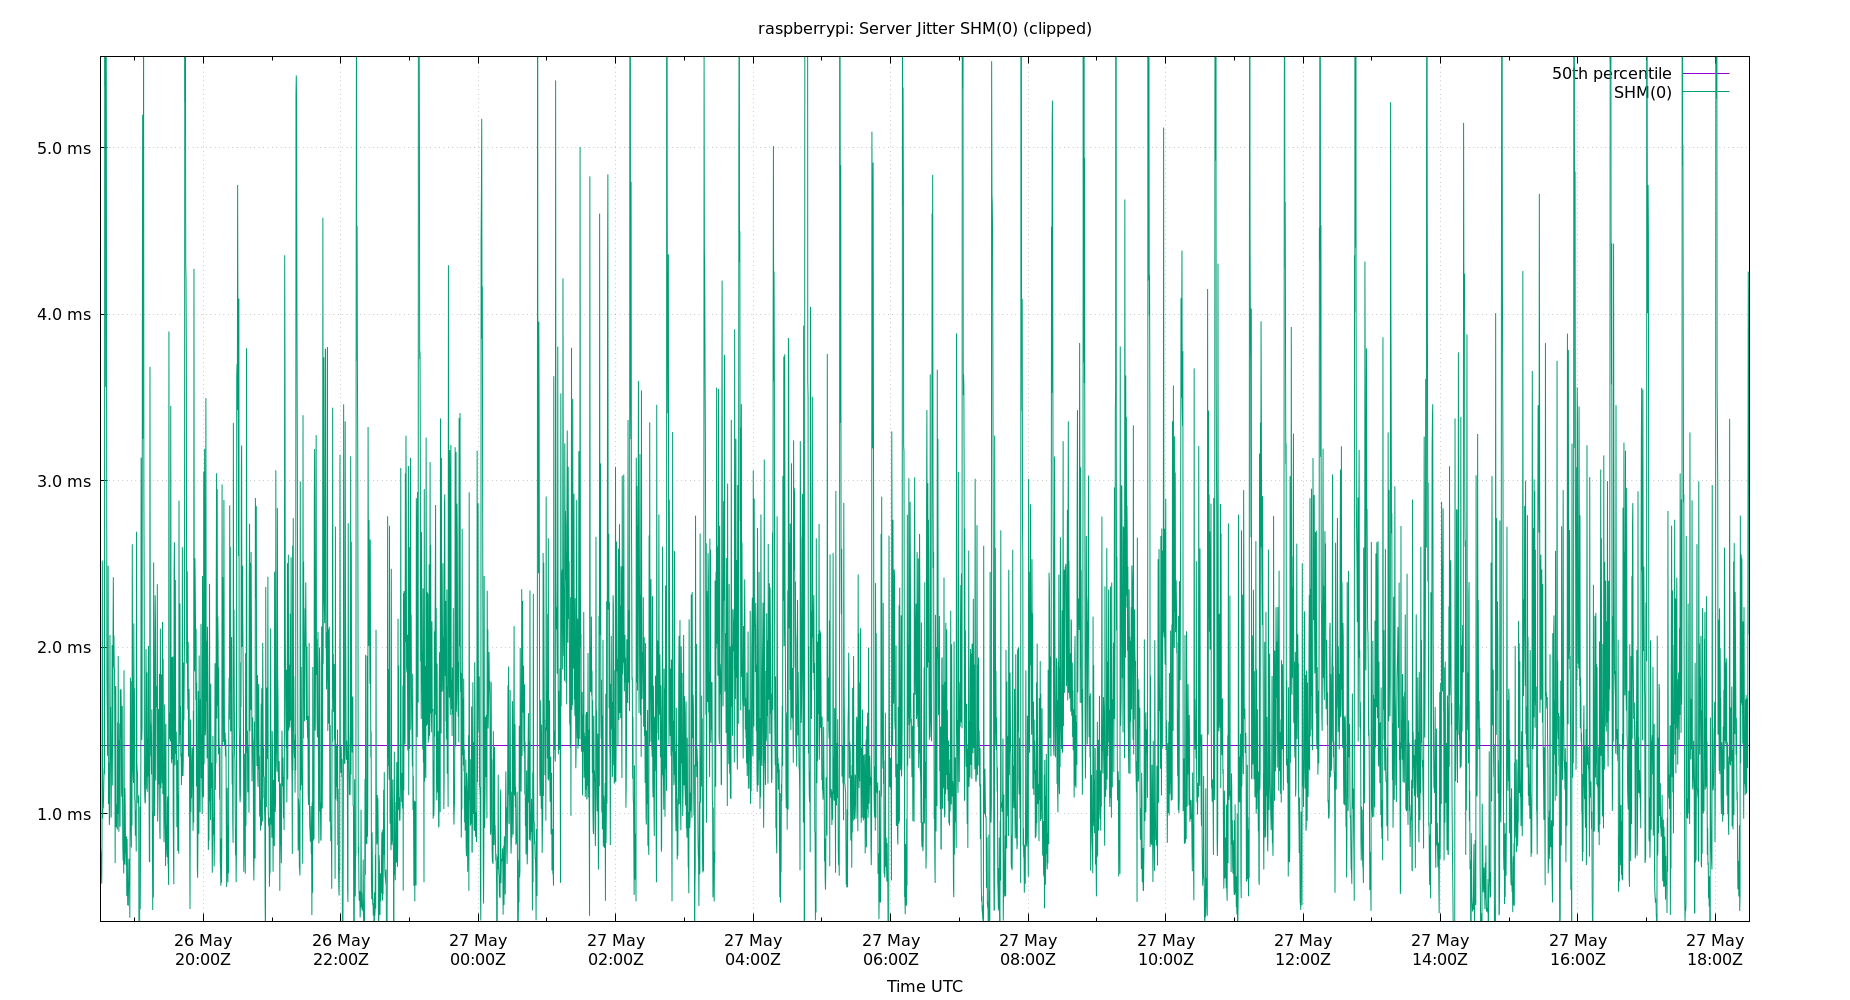 raspberrypi: Server Jitter SHM(0) (clipped)
50th percentile
SHM(0)
5.0 ms
4.0 ms
3.0 ms
2.0 ms
1.0 ms
26 May 26 May 27 May 27 May 27 May 27 May 27 May 27 May 27 May 27 May 27 May 27 May
20:00Z 22:00Z 00:00Z 02:00Z 04:00Z 06:00Z 08:00Z 10:00Z 12:00Z 14:00Z 16:00Z 18:00Z
Time UTC